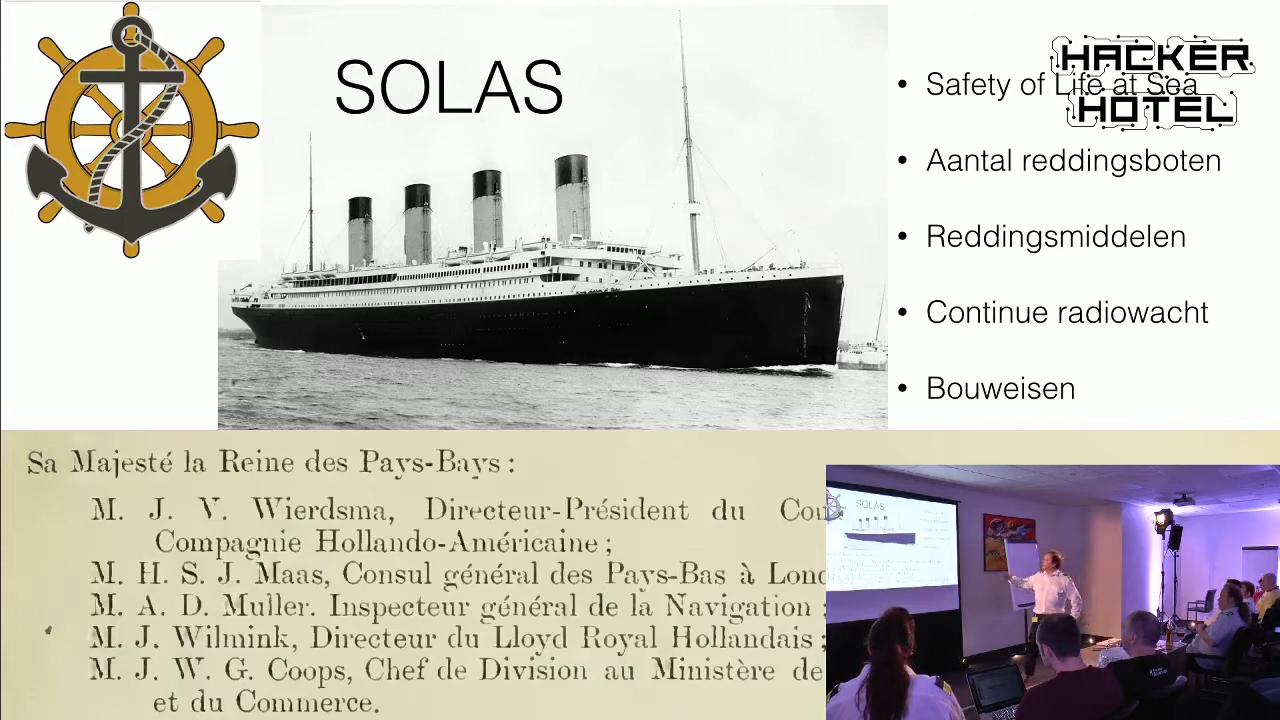 SOLAS
HACKER
HOTEL
• Safety of Life at Sea
• Aantal reddingsboten
• Reddingsmiddelen
• Continue radiowacht
• Bouweisen
Sa Majesté la Reine des Pays-Bays :
M. J. V. Wierdsma, Directeur-Président du
Compagnie Hollando-Américaine ;
M. H. S. J. Maas, Consul général des Pays-Bas à
M. A. D. Muller. Inspecteur général de la Navigation ;
M. J. Wilmink, Directeur du Lloyd Royal Hollandais ;
M. J. W. G. Coops, Chef de Division au Ministère de
et du Commerce.
SOLAS